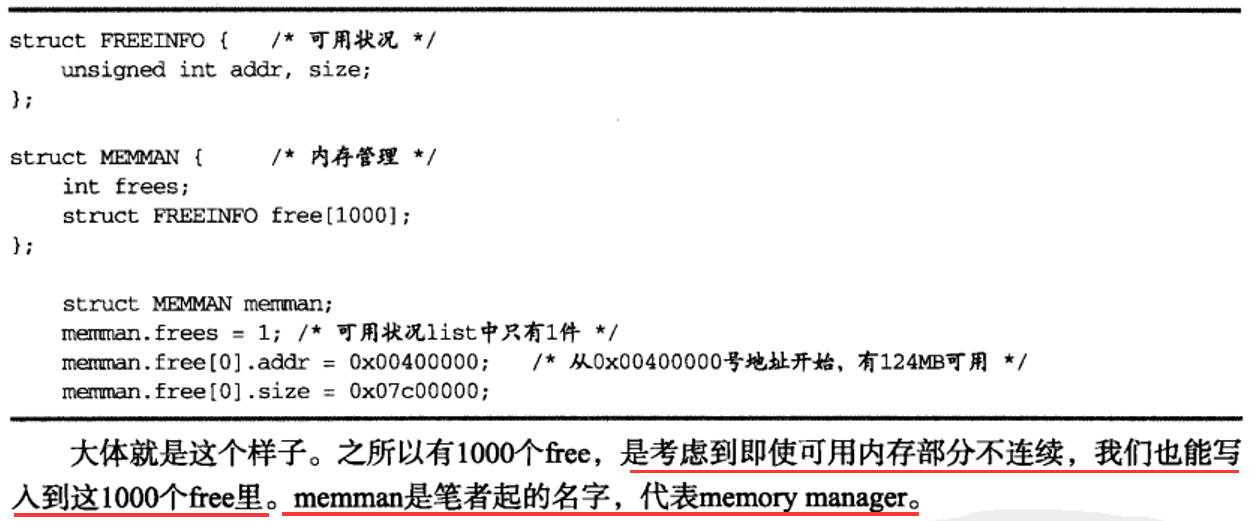 struct FREEINFO {    /* 可用状况 */
    unsigned int addr, size;
};
struct MEMMAN {      /* 内存管理 */
    int frees;
    struct FREEINFO free[1000];
};
    struct MEMMAN memman;
    memman.frees = 1; /* 可用状况list中只有1件 */
    memman.free[0].addr = 0x00400000;    /* 从0x00400000号地址开始，有124MB可用 */
    memman.free[0].size = 0x07c00000;
大体就是这个样子。之所以有1000个free，是考虑到即使可用内存部分不连续，我们也能写
入到这1000个free里。memman是笔者起的名字，代表memory manager。